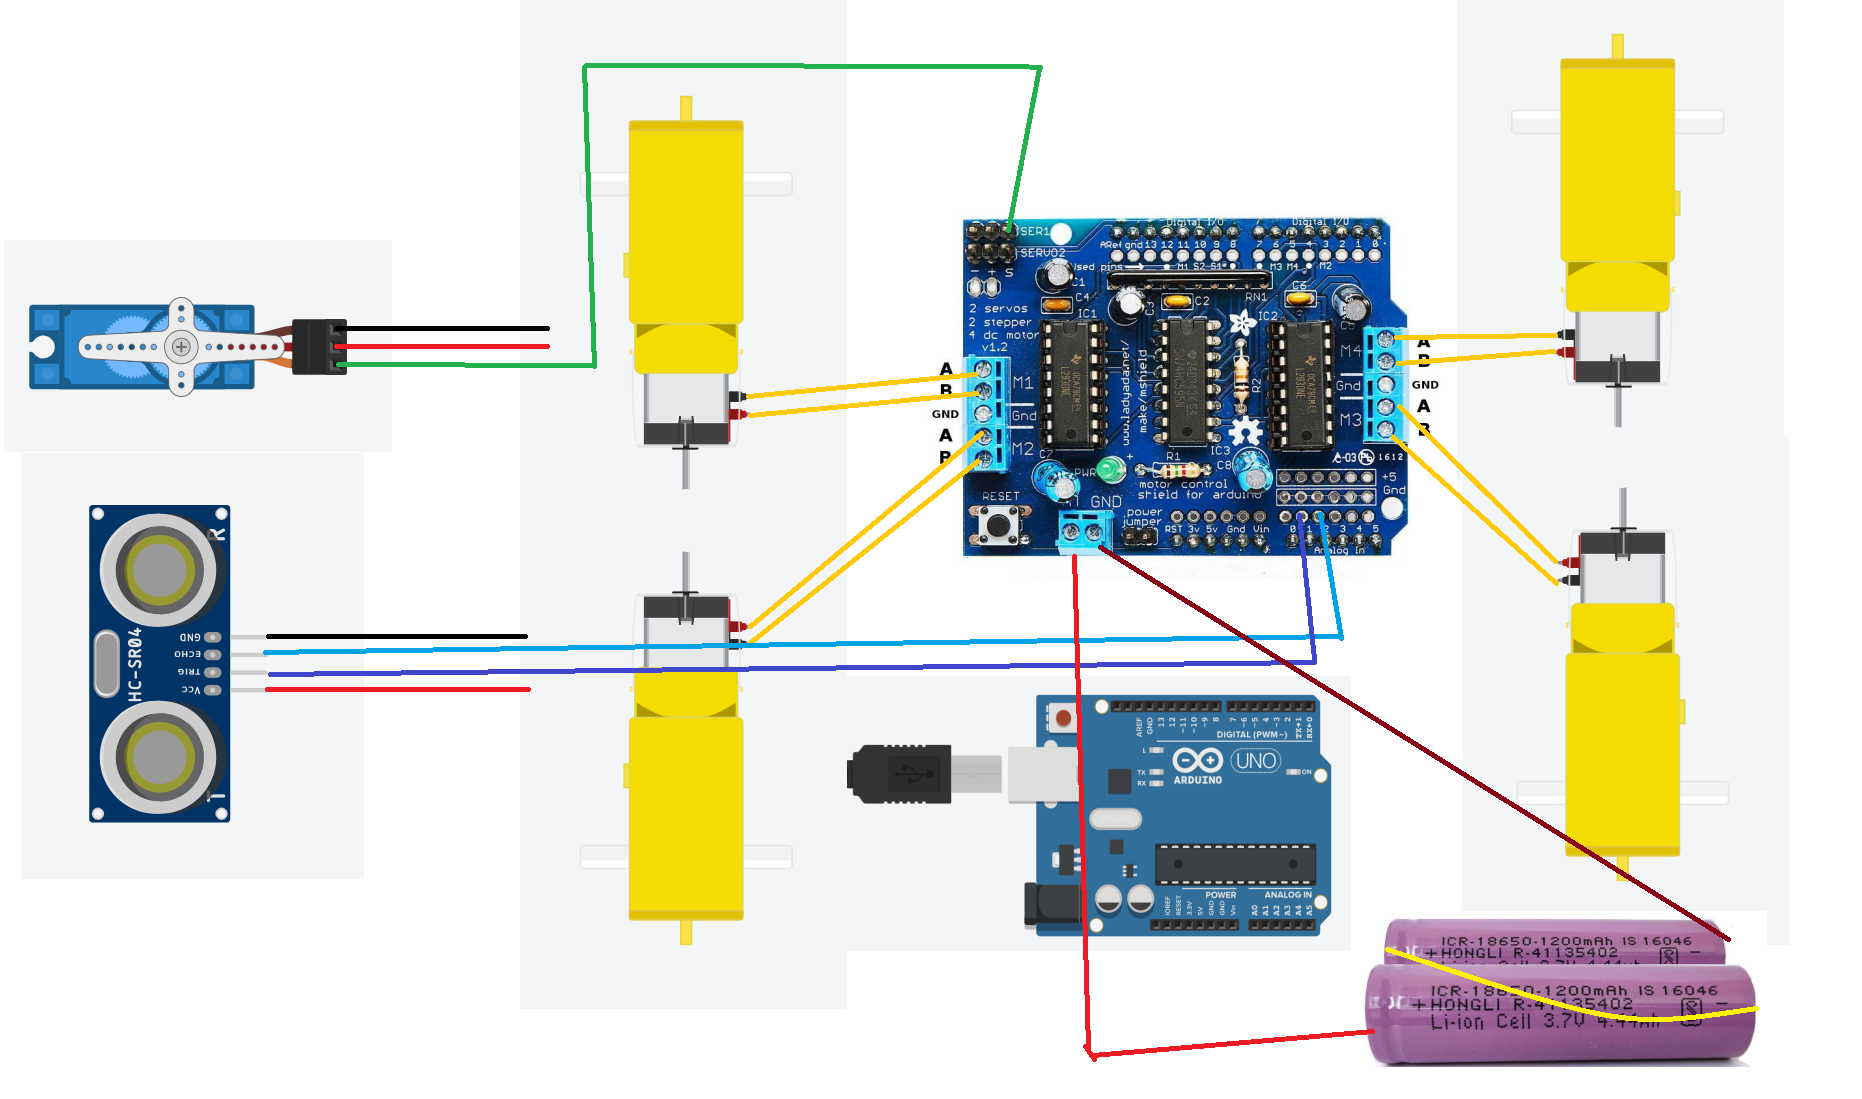 SER1
SERVO2
- + S
Digital I/O
Digital I/O
ARef gnd 13 12 11 10 9 8
7 6 5 4 3 2 1 0
Used pins
M1 S2 S1
M3 M4
M2
C1
C4
C3
C2
RN1
C6
IC1
IC2
2 servos
2 stepper
4 dc motor
v1.2
www.ladyada.net/
make/mshield
L293DNE
L293DNE
R2
M1
Gnd
M2
M4
Gnd
M3
A
B
GND
A
B
A
B
GND
A
B
C7
PWR
+
R1
IC3
C8
1612
motor control
shield for arduino
+5
Gnd
RESET
GND
power
jumper
RST 3v 5v Gnd Gnd Vin
0 1 2 3 4 5
Analog In
HC-SR04
R
T
GND
ECHO
TRIG
VCC
AREF
GND
13
12
~11
~10
~9
8
7
~6
~5
4
~3
2
TX→1
RX←0
DIGITAL (PWM~)
L
TX
RX
ARDUINO
UNO
ON
POWER
ANALOG IN
IOREF
RESET
3.3V
5V
GND
GND
Vin
A0
A1
A2
A3
A4
A5
ICR-18650-1200mAh IS 16046
+ HONGLI R-41135402 -
ICR-18650-1200mAh IS 16046
+ HONGLI R-41135402 -
Li-ion Cell 3.7V 4.44Ah